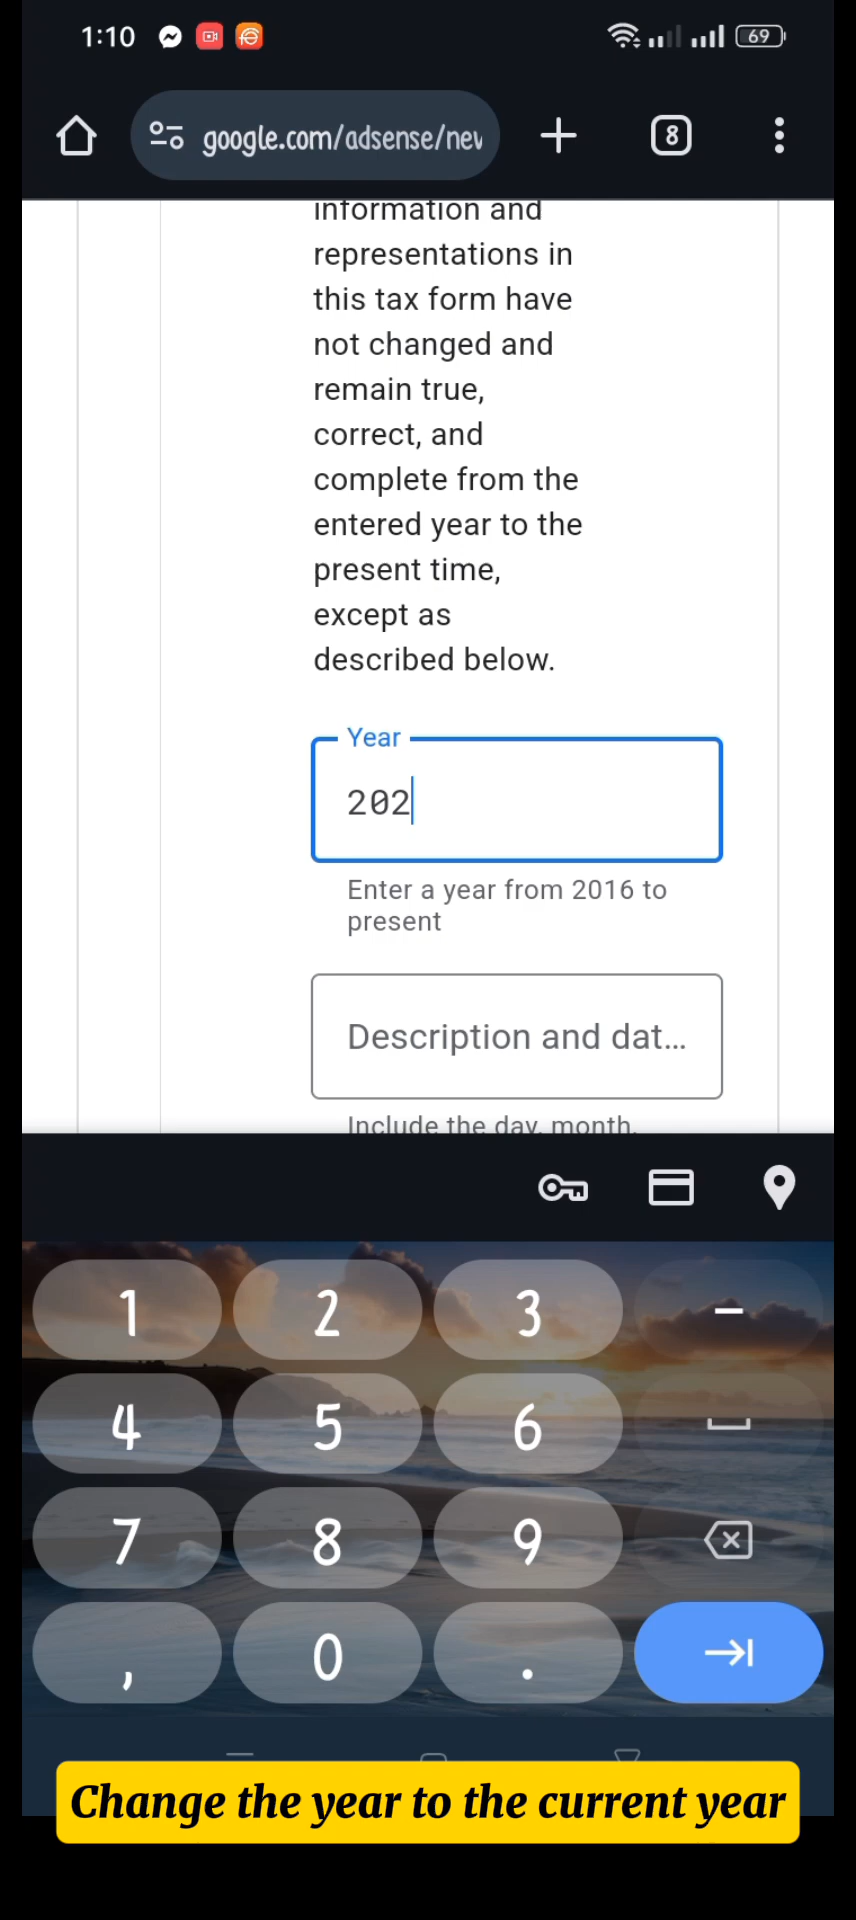 1:10
69
google.com/adsense/nev
8
information and
representations in
this tax form have
not changed and
remain true,
correct, and
complete from the
entered year to the
present time,
except as
described below.
Year
202
Enter a year from 2016 to
present
Description and dat...
Include the day, month,
1 2 3 -
4 5 6
7 8 9
, 0 .
Change the year to the current year